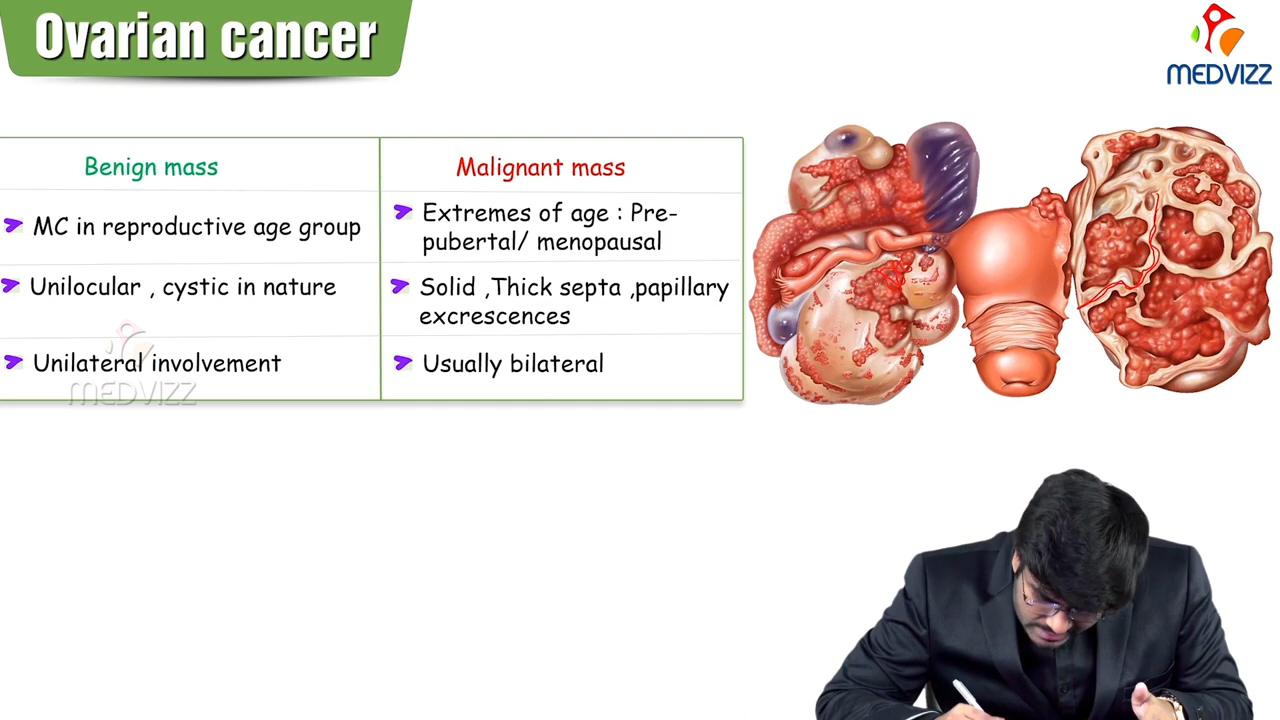 Ovarian cancer
MEDVIZZ
Benign mass
Malignant mass
MC in reproductive age group
Extremes of age : Pre-
pubertal/ menopausal
Unilocular , cystic in nature
Solid ,Thick septa ,papillary
excrescences
Unilateral involvement
Usually bilateral
MEDVIZZ